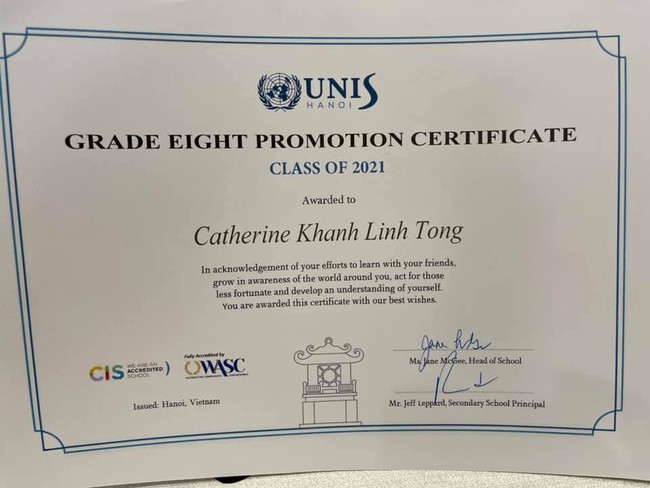 UNIS
HANOI
GRADE EIGHT PROMOTION CERTIFICATE
CLASS OF 2021
Awarded to
Catherine Khanh Linh Tong
In acknowledgement of your efforts to learn with your friends,
grow in awareness of the world around you, act for those
less fortunate and develop an understanding of yourself.
You are awarded this certificate with our best wishes.
CIS WE ARE AN
ACCREDITED
SCHOOL
Fully Accredited by
WASC
Ms. Jane McGee, Head of School
Issued: Hanoi, Vietnam
Mr. Jeff Leppard, Secondary School Principal